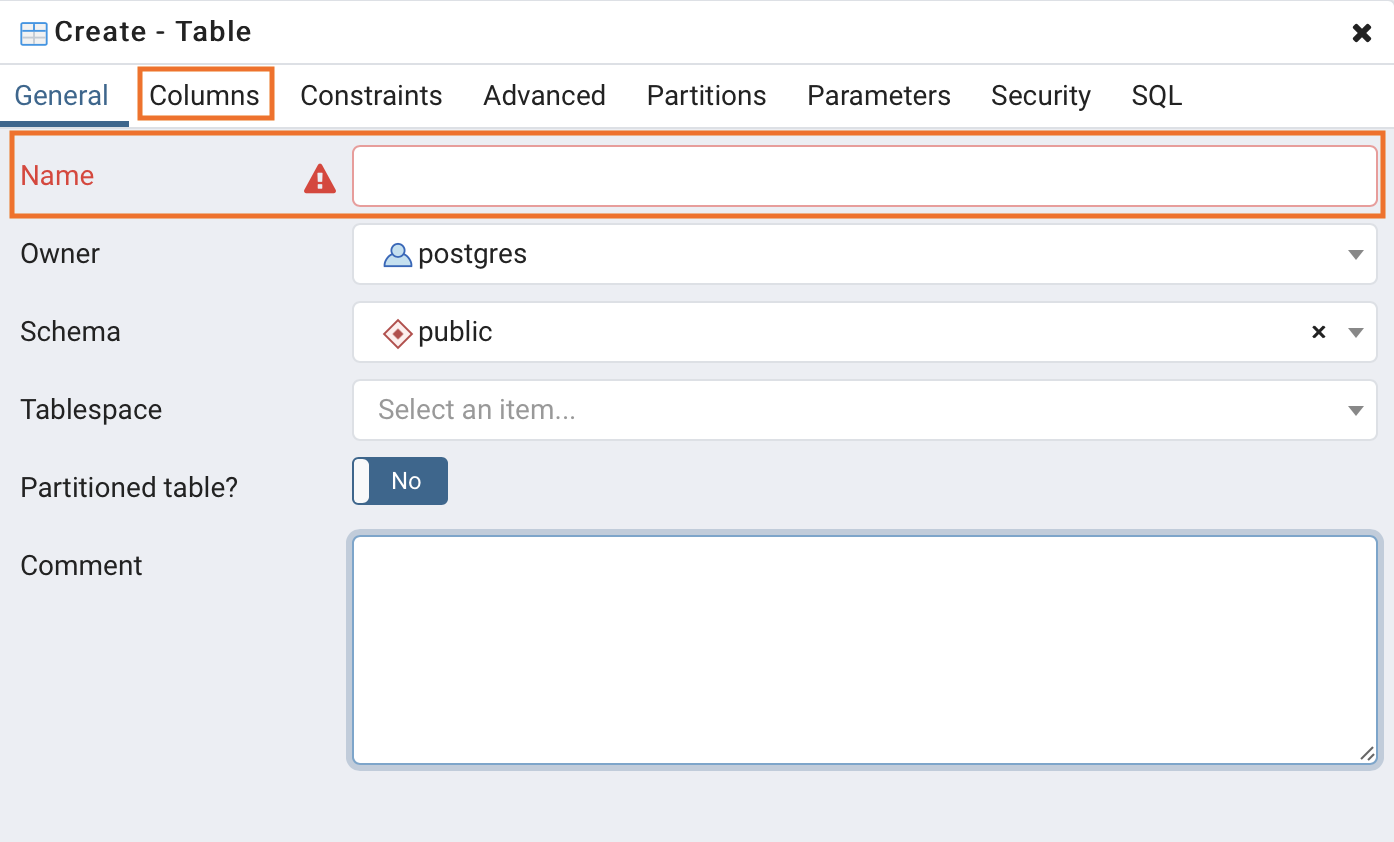 Create - Table
General Columns Constraints Advanced Partitions Parameters Security SQL
Name
Owner postgres
Schema public
Tablespace Select an item...
Partitioned table? No
Comment